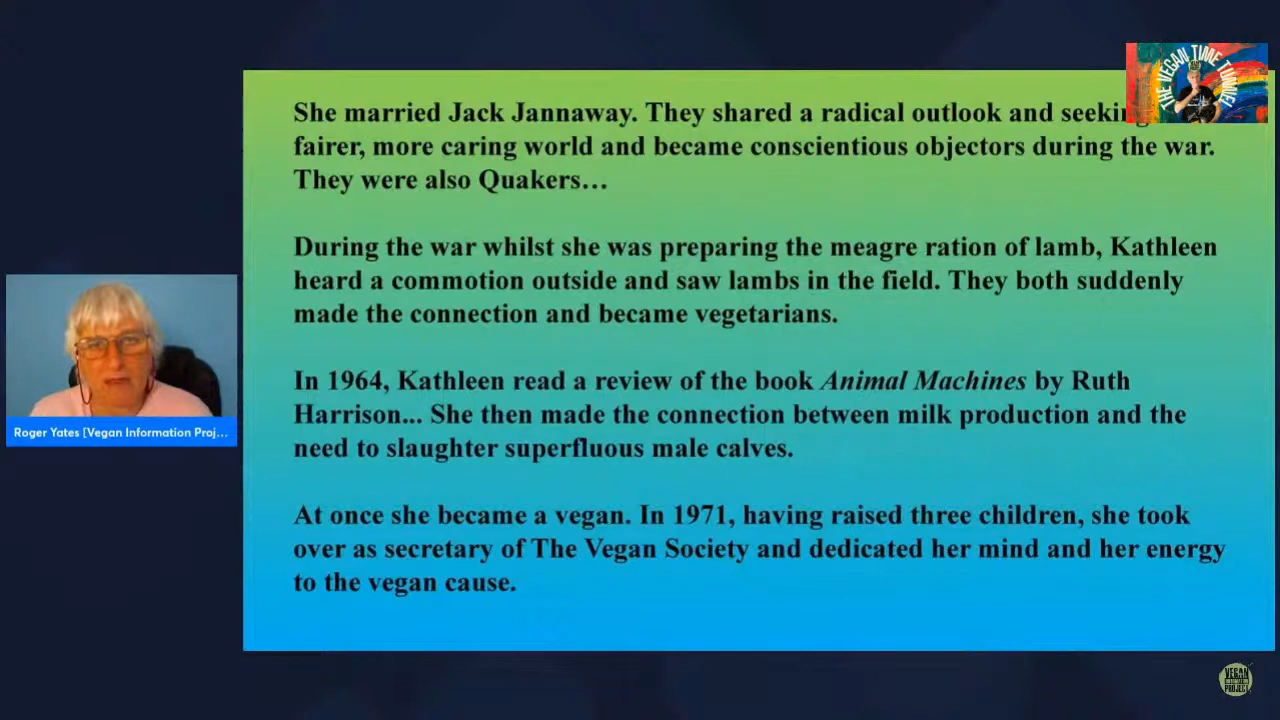 THE VEGAN TIME TUNNEL
She married Jack Jannaway. They shared a radical outlook and seeking
fairer, more caring world and became conscientious objectors during the war.
They were also Quakers…
During the war whilst she was preparing the meagre ration of lamb, Kathleen
heard a commotion outside and saw lambs in the field. They both suddenly
made the connection and became vegetarians.
In 1964, Kathleen read a review of the book Animal Machines by Ruth
Harrison... She then made the connection between milk production and the
need to slaughter superfluous male calves.
At once she became a vegan. In 1971, having raised three children, she took
over as secretary of The Vegan Society and dedicated her mind and her energy
to the vegan cause.
Roger Yates [Vegan Information Proj...
VEGAN
INFORMATION
PROJECT